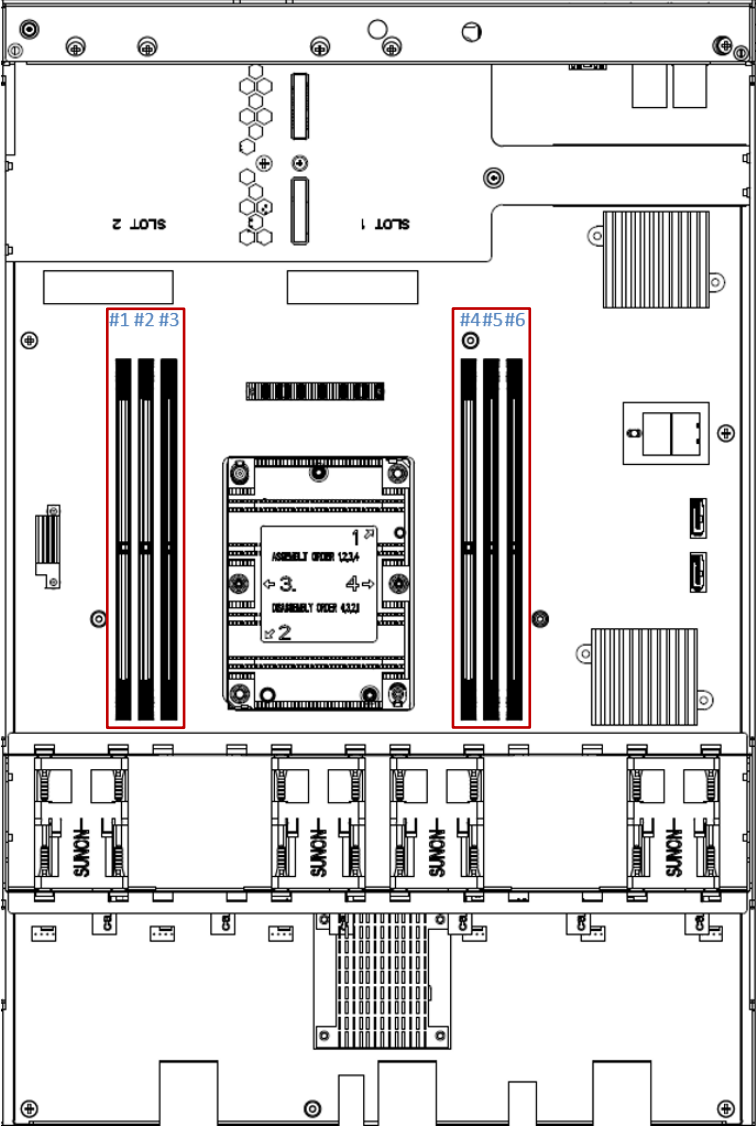 SLOT 2
SLOT 1
#1 #2 #3
#4 #5 #6
1
ASSEMBLY ORDER 1,2,3,4
3.
4
DISASSEMBLY ORDER 4,3,2,1
2
SUNON
SUNON
SUNON
SUNON